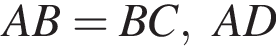 AB = BC, AD